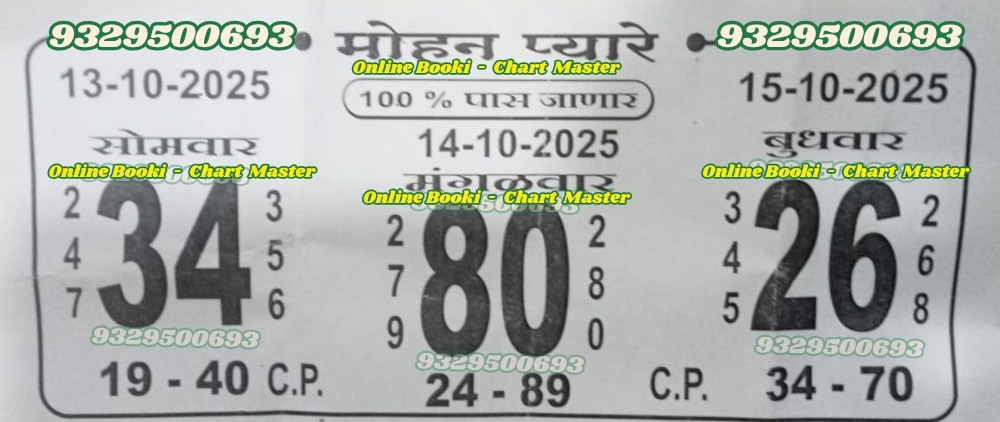 9329500693 मोहन प्यारे 9329500693
Online Booki - Chart Master
13-10-2025
100 % पास जाणार
15-10-2025
सोमवार
14-10-2025
बुधवार
Online Booki - Chart Master
मंगळवार
Online Booki - Chart Master
Online Booki - Chart Master
9329500693
2 4 7
34
3 5 6
2 7 9
80
2 8 0
3 4 5
26
2 6 8
9329500693
9329500693
9329500693
19 - 40 C.P.
24 - 89 C.P.
34 - 70